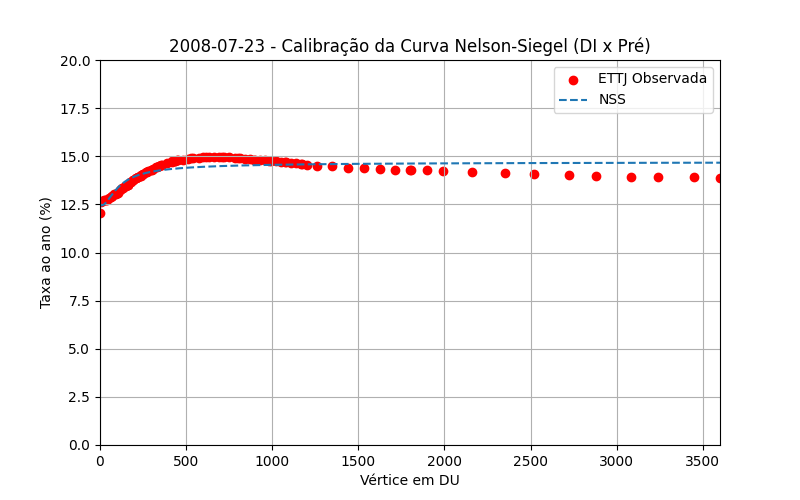 2008-07-23 - Calibração da Curva Nelson-Siegel (DI x Pré)
20.0
17.5
15.0
12.5
10.0
7.5
5.0
2.5
0.0
Taxa ao ano (%)
ETTJ Observada
NSS
0 500 1000 1500 2000 2500 3000 3500
Vértice em DU